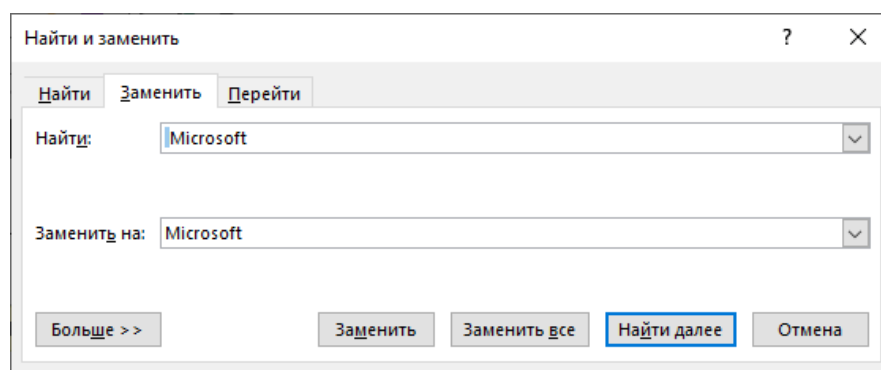 Найти и заменить ? ×
Найти Заменить Перейти
Найти: Microsoft
Заменить на: Microsoft
Больше >> Заменить Заменить все Найти далее Отмена